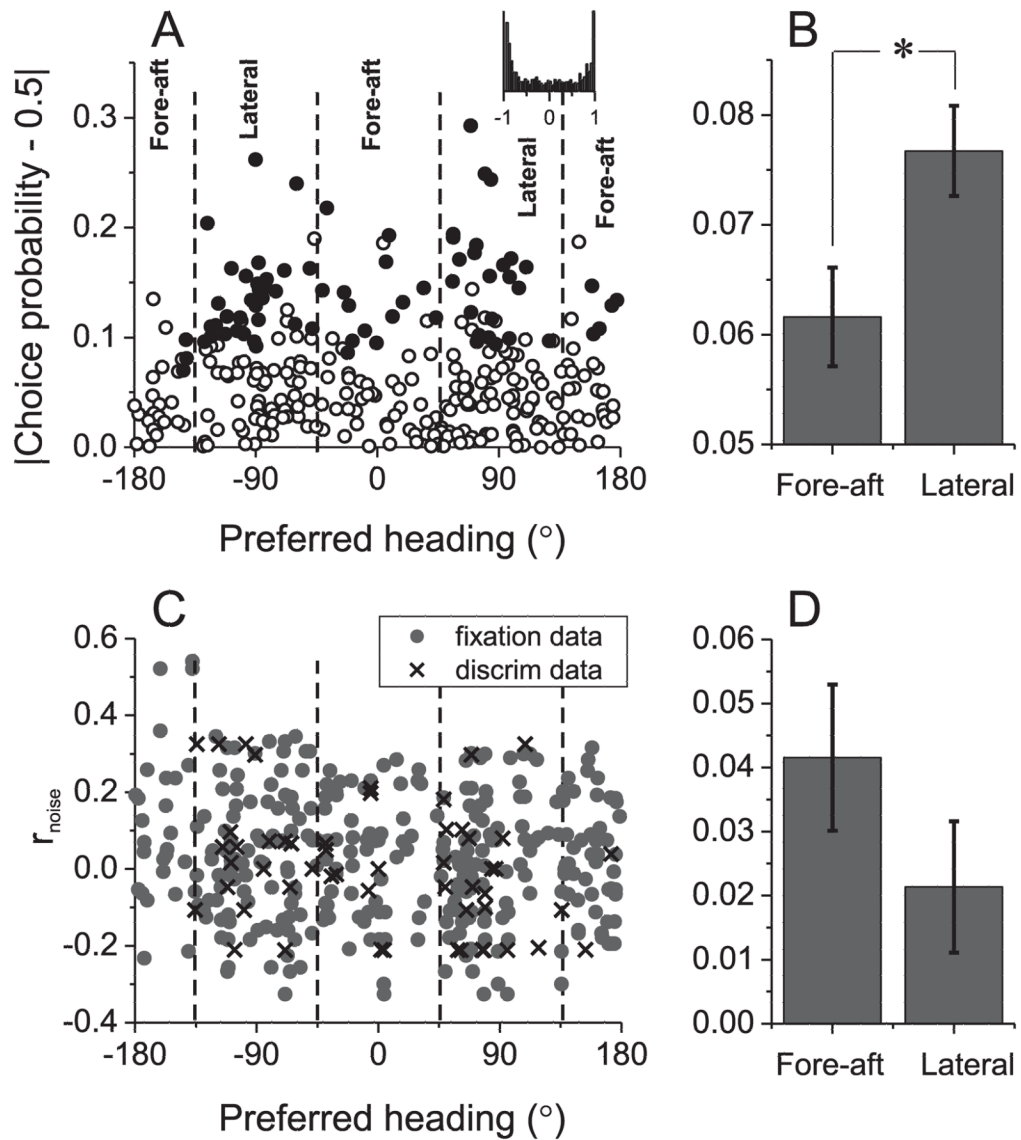 A
|Choice probability - 0.5|
0.3
0.2
0.1
0.0
Fore-aft
Lateral
Fore-aft
Lateral
Fore-aft
-1 0 1
-180 -90 0 90 180
Preferred heading (°)
B
*
0.08
0.07
0.06
0.05
Fore-aft Lateral
C
r noise
0.6
0.4
0.2
0.0
-0.2
-0.4
fixation data
discrim data
-180 -90 0 90 180
Preferred heading (°)
D
0.06
0.05
0.04
0.03
0.02
0.01
0.00
Fore-aft Lateral